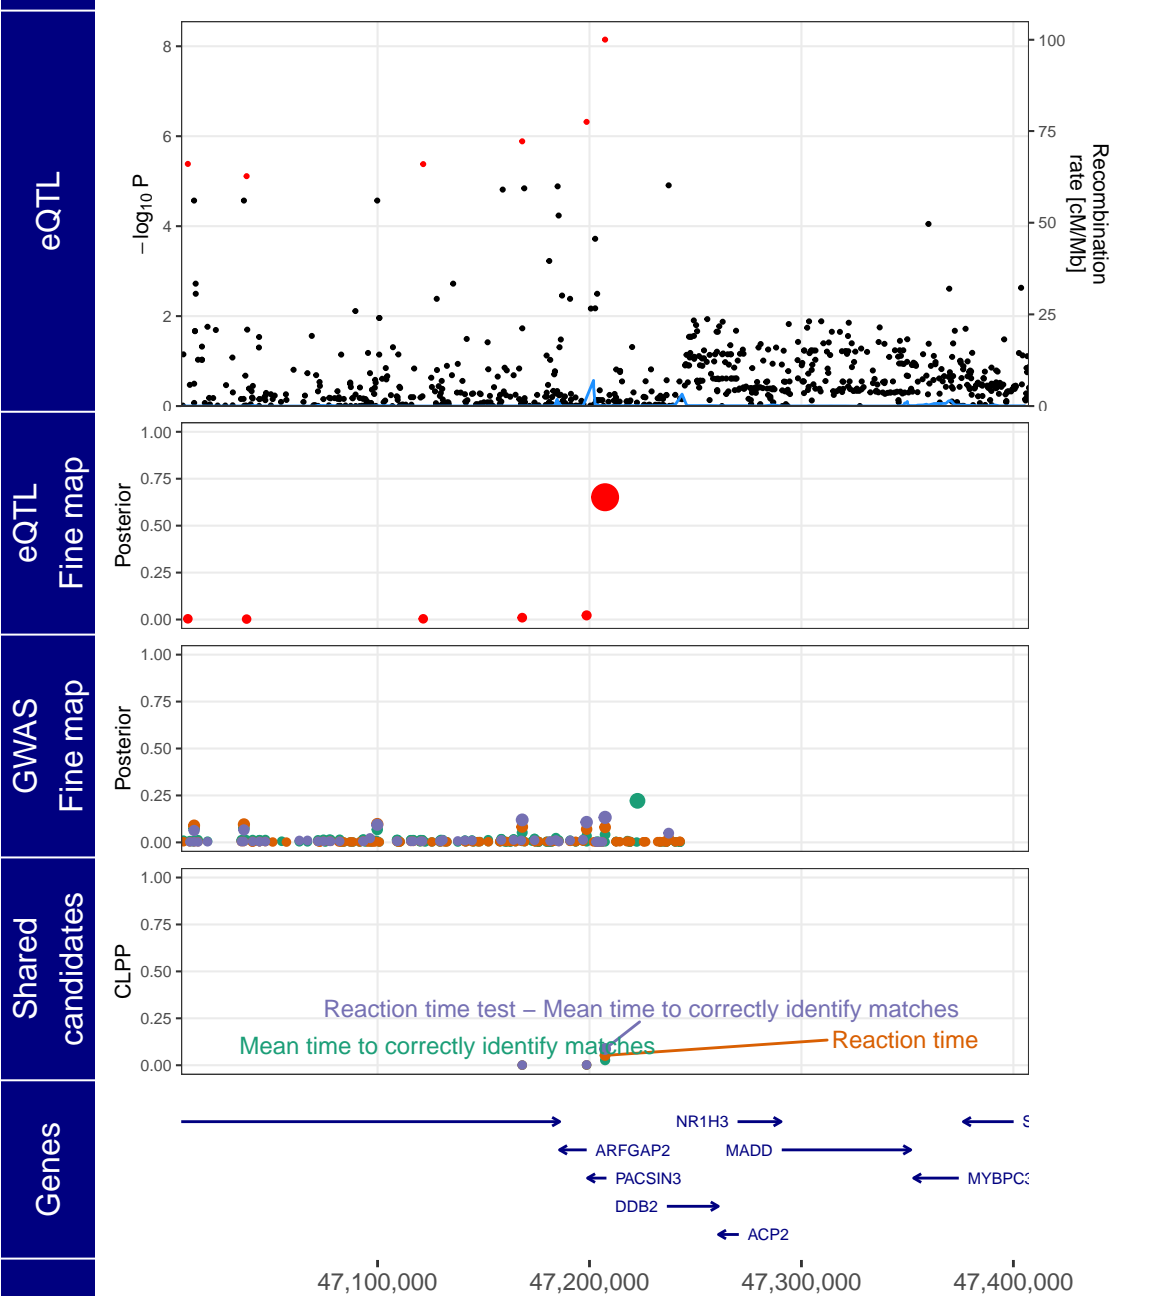 eQTL
8
6
4
2
0
−log10 P
100
75
50
25
0
Recombination
rate [cM/Mb]
eQTL
Fine map
Posterior
1.00
0.75
0.50
0.25
0.00
GWAS
Fine map
Posterior
1.00
0.75
0.50
0.25
0.00
Shared
candidates
CLPP
1.00
0.75
0.50
0.25
0.00
Reaction time test − Mean time to correctly identify matches
Reaction time
Mean time to correctly identify matches
Genes
NR1H3
S
ARFGAP2
MADD
PACSIN3
MYBPC3
DDB2
ACP2
47,100,000
47,200,000
47,300,000
47,400,000